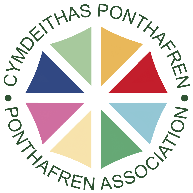 CYMDEITHAS PONTHAFREN
PONTHAFREN ASSOCIATION